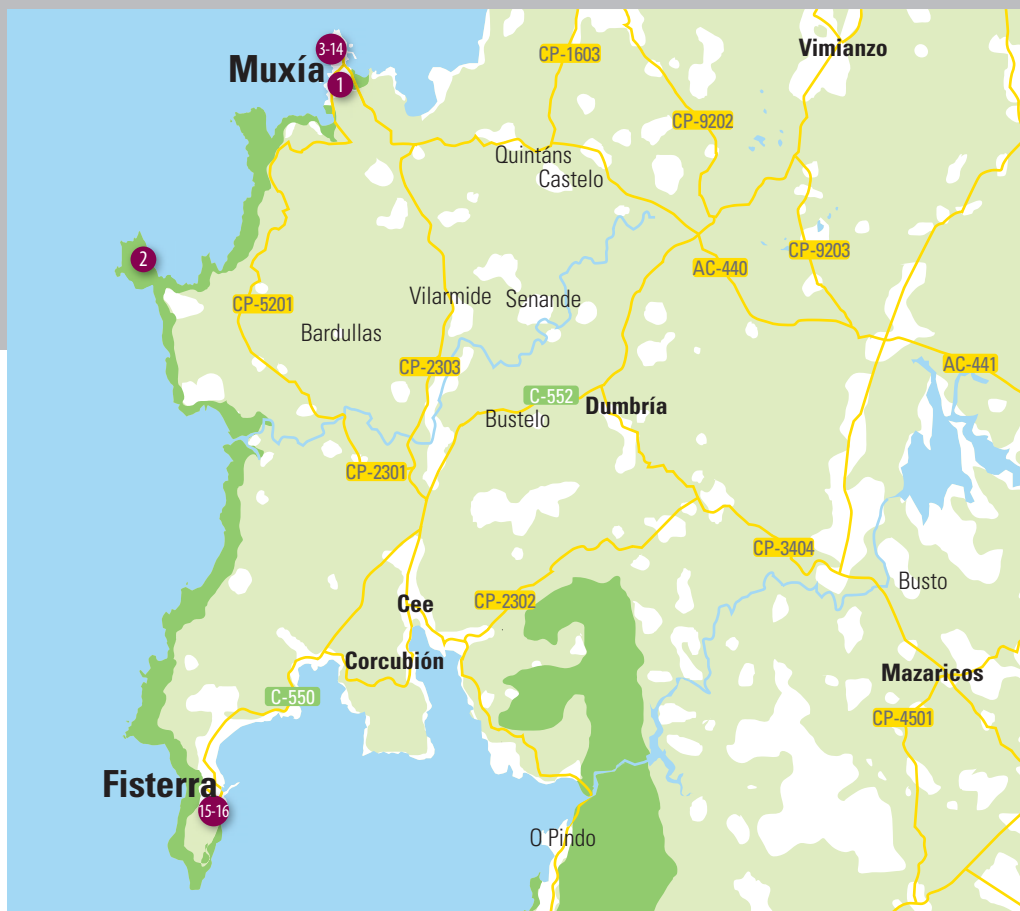 3-14
Vimianzo
CP-1603
Muxía
1
CP-9202
Quintáns
Castelo
2
CP-9203
AC-440
Vilarmide
Senande
CP-5201
Bardullas
CP-2303
AC-441
C-552
Dumbría
Bustelo
CP-2301
CP-3404
Busto
Cee
CP-2302
Corcubión
Mazaricos
C-550
CP-4501
Fisterra
15-16
O Pindo